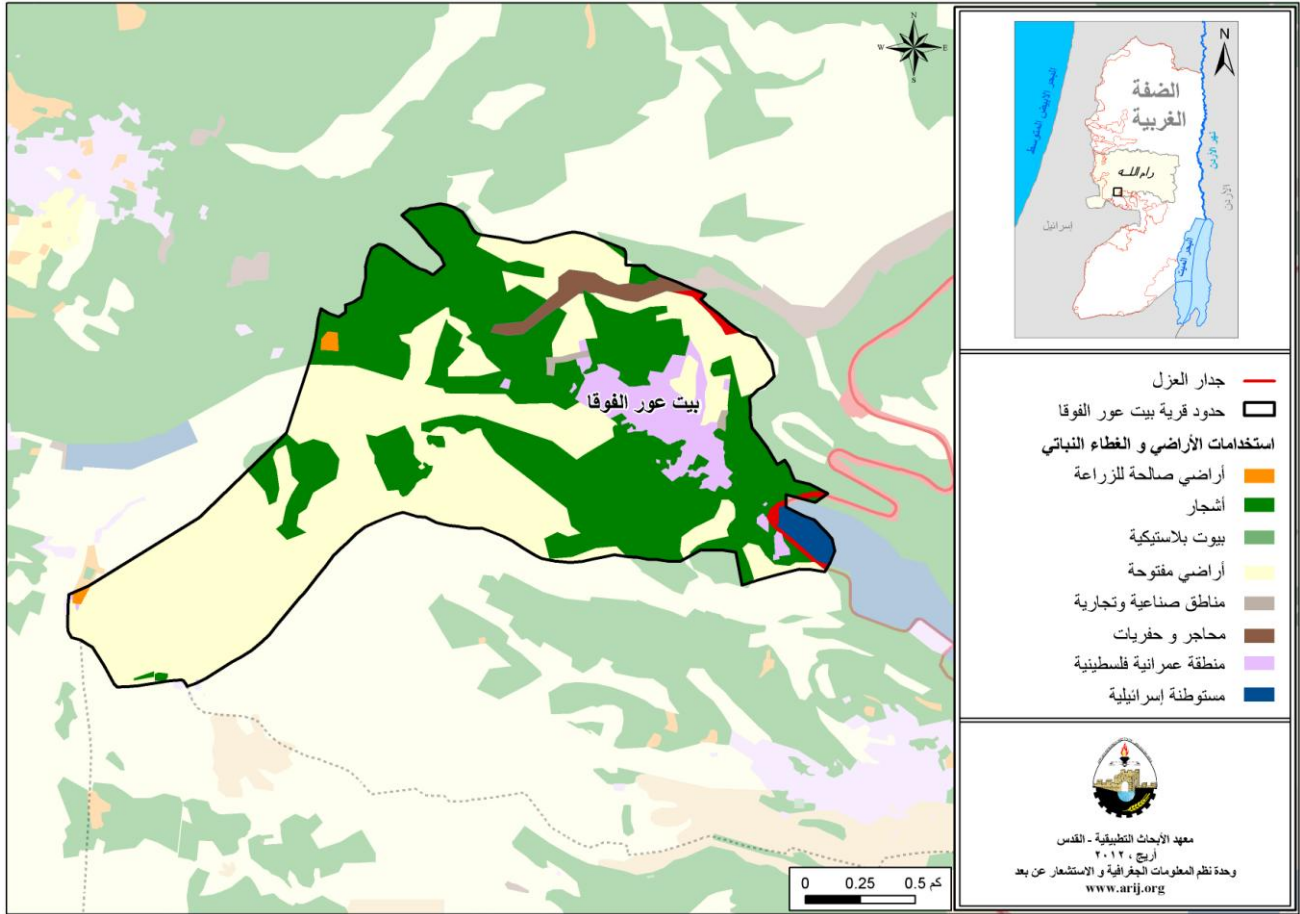 N
W
E
S
بيت عور الفوقا
0 0.25 0.5 كم
N
البحر الابيض المتوسط
الضفة
الغربية
نهر الأردن
رام اللـه
الأردن
إسرائيل
البحر الميت
جدار العزل
حدود قرية بيت عور الفوقا
استخدامات الأراضي و الغطاء النباتي
أراضي صالحة للزراعة
أشجار
بيوت بلاستيكية
أراضي مفتوحة
مناطق صناعية وتجارية
محاجر و حفريات
منطقة عمرانية فلسطينية
مستوطنة إسرائيلية
معهد الأبحاث التطبيقية - القدس
أريج ، ٢٠١٢
وحدة نظم المعلومات الجغرافية و الاستشعار عن بعد
www.arij.org